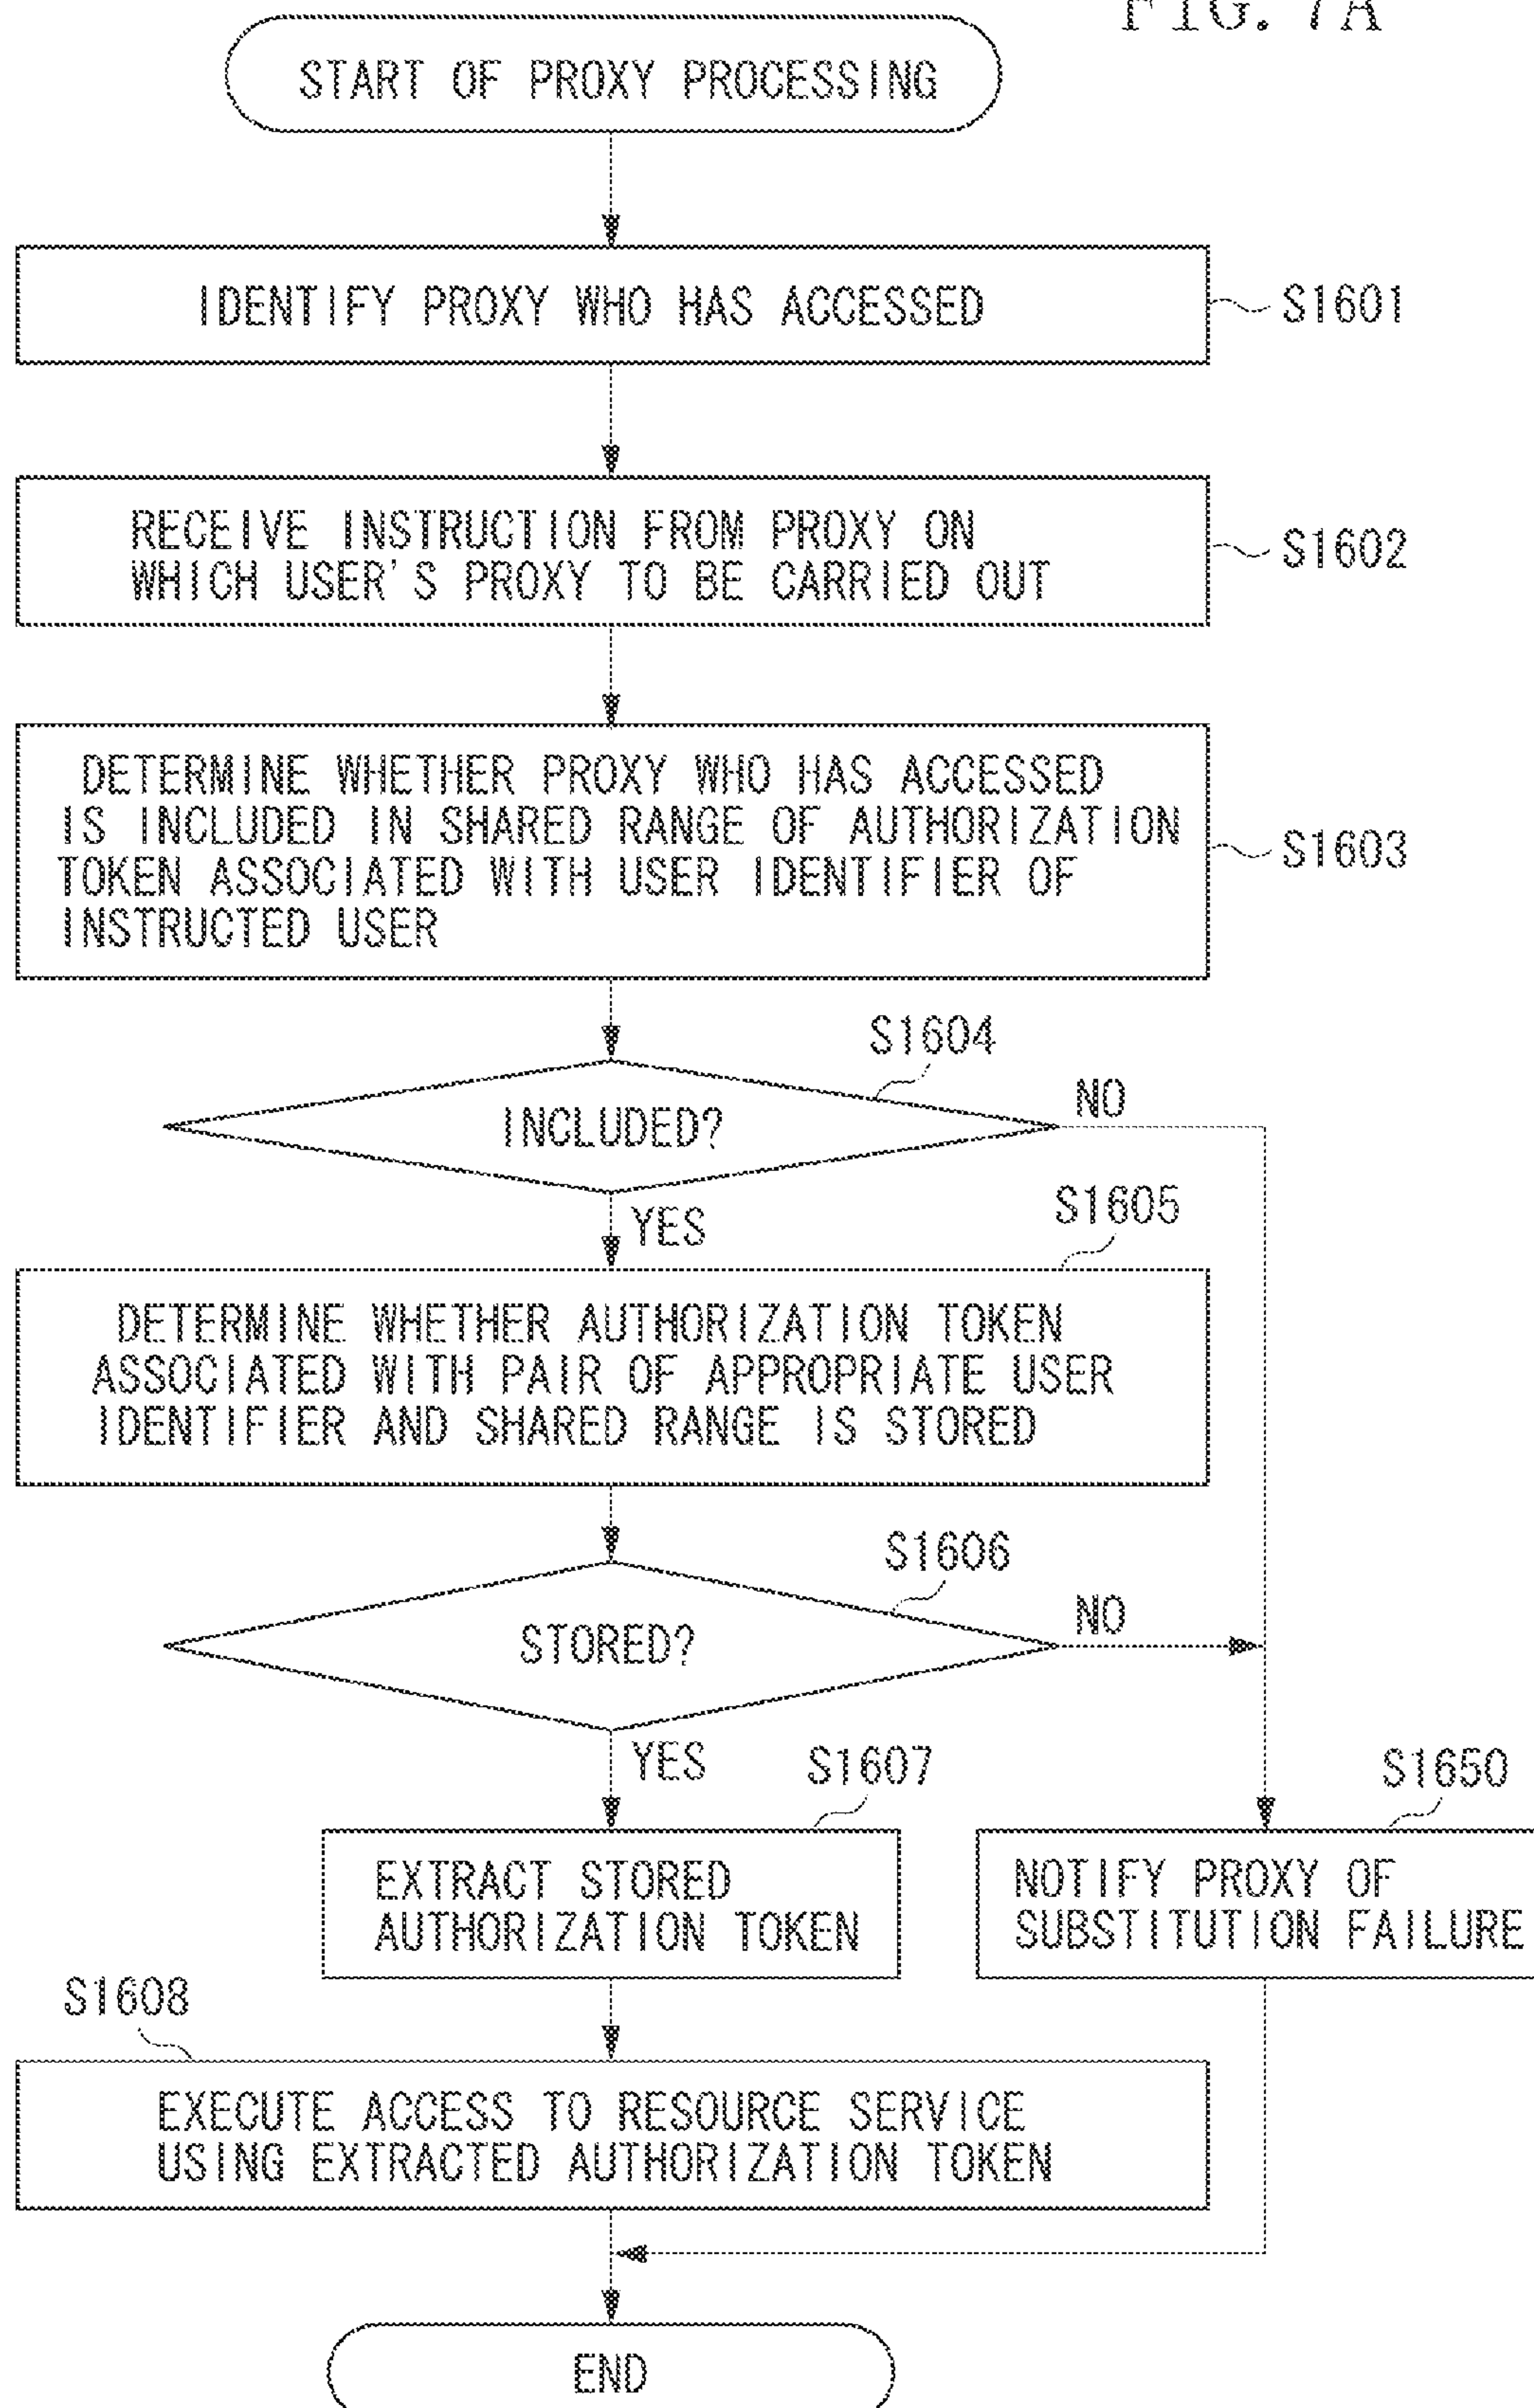 FIG. 7A
START OF PROXY PROCESSING
IDENTIFY PROXY WHO HAS ACCESSED
S1601
RECEIVE INSTRUCTION FROM PROXY ON
WHICH USER'S PROXY TO BE CARRIED OUT
S1602
DETERMINE WHETHER PROXY WHO HAS ACCESSED
IS INCLUDED IN SHARED RANGE OF AUTHORIZATION
TOKEN ASSOCIATED WITH USER IDENTIFIER OF
INSTRUCTED USER
S1603
S1604
INCLUDED?
NO
YES
S1605
DETERMINE WHETHER AUTHORIZATION TOKEN
ASSOCIATED WITH PAIR OF APPROPRIATE USER
IDENTIFIER AND SHARED RANGE IS STORED
S1606
STORED?
NO
YES
S1607
S1650
EXTRACT STORED
AUTHORIZATION TOKEN
NOTIFY PROXY OF
SUBSTITUTION FAILURE
S1608
EXECUTE ACCESS TO RESOURCE SERVICE
USING EXTRACTED AUTHORIZATION TOKEN
END